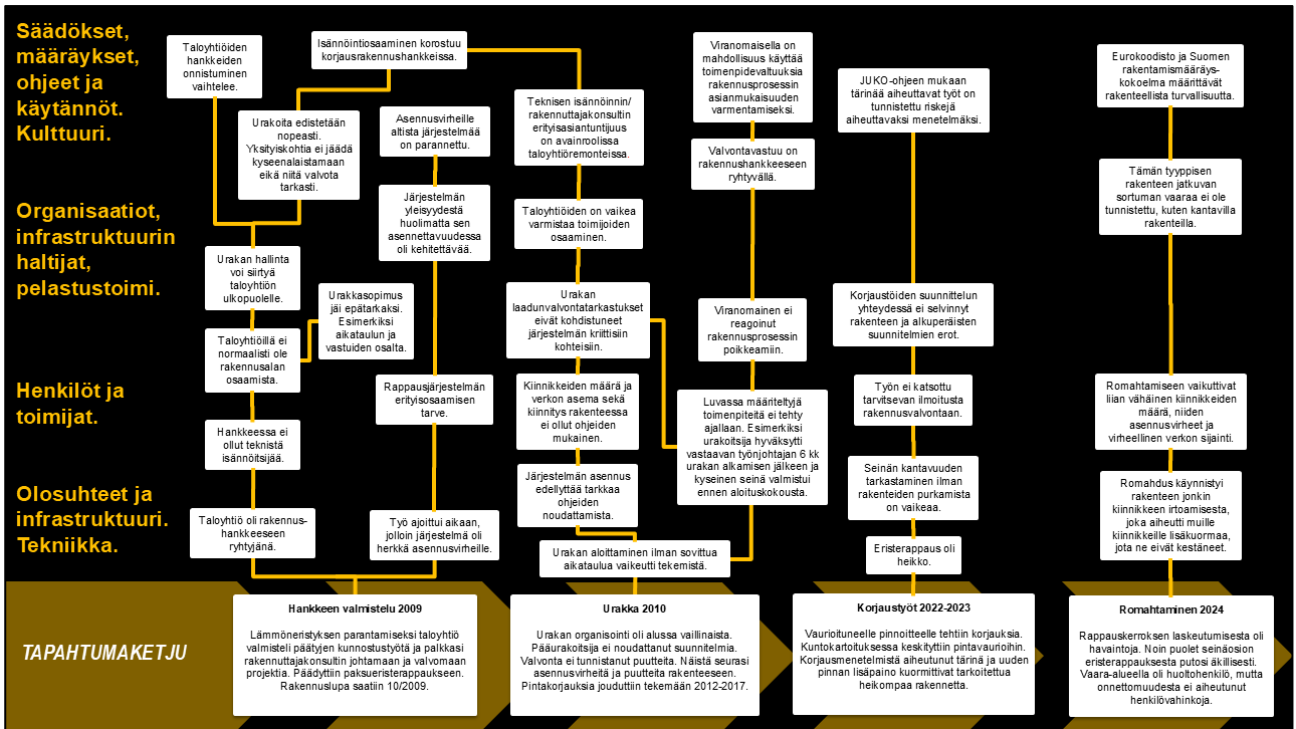 Säädökset,
määräykset,
ohjeet ja
käytännöt.
Kulttuuri.
Organisaatiot,
infrastruktuurin
haltijat,
pelastustoimi.
Henkilöt ja
toimijat.
Olosuhteet ja
infrastruktuuri.
Tekniikka.
Taloyhtiöiden
hankkeiden
onnistuminen
vaihtelee.
Isännöintiosaaminen korostuu
korjausrakennushankkeissa.
Urakoita edistetään
nopeasti.
Yksityiskohtia ei jäädä
kyseenalaistamaan
eikä niitä valvota
tarkasti.
Urakan hallinta
voi siirtyä
taloyhtiön
ulkopuolelle.
Urakkasopimus
jäi epätarkaksi.
Esimerkiksi
aikataulun ja
vastuiden osalta.
Taloyhtiöillä ei
normaalisti ole
rakennusalan
osaamista.
Hankkeessa ei
ollut teknistä
isännöitsijää.
Taloyhtiö oli rakennus-
hankkeeseen
ryhtyjänä.
Asennusvirheille
altista järjestelmää
on parannettu.
Järjestelmän
yleisyydestä
huolimatta sen
asennettavuudessa
oli kehitettävää.
Rappausjärjestelmän
erityisosaamisen
tarve.
Työ ajoittui aikaan,
jolloin järjestelmä oli
herkkä asennusvirheille.
Teknisen isännöinnin/
rakennuttajakonsultin
erityisasiantuntijuus
on avainroolissa
taloyhtiöremonteissa.
Taloyhtiöiden on vaikea
varmistaa toimijoiden
osaaminen.
Urakan
laadunvalvontatarkastukset
eivät kohdistuneet
järjestelmän kriittisiin
kohteisiin.
Kiinnikkeiden määrä ja
verkon asema sekä
kiinnitys rakenteessa
ei ollut ohjeiden
mukainen.
Järjestelmän asennus
edellyttää tarkkaa
ohjeiden
noudattamista.
Urakan aloittaminen ilman sovittua
aikataulua vaikeutti tekemistä.
Viranomaisella on
mahdollisuus käyttää
toimenpidevaltuuksia
rakennusprosessin
asianmukaisuuden
varmentamiseksi.
Valvontavastuu on
rakennushankkeeseen
ryhtyvällä.
Viranomainen ei
reagoinut
rakennusprosessin
poikkeamiin.
Luvassa määriteltyjä
toimenpiteitä ei tehty
ajallaan. Esimerkiksi
urakoitsija hyväksytti
vastaavan työnjohtajan 6 kk
urakan alkamisen jälkeen ja
kyseinen seinä valmistui
ennen aloituskokousta.
JUKO-ohjeen mukaan
tärinää aiheuttavat työt on
tunnistettu riskejä
aiheuttavaksi menetelmäksi.
Korjaustöiden suunnittelun
yhteydessä ei selvinnyt
rakenteen ja alkuperäisten
suunnitelmien erot.
Työn ei katsottu
tarvitsevan ilmoitusta
rakennusvalvontaan.
Seinän kantavuuden
tarkastaminen ilman
rakenteiden purkamista
on vaikeaa.
Eristerappaus oli
heikko.
Eurokoodisto ja Suomen
rakentamismääräys-
kokoelma määrittävät
rakenteellista turvallisuutta.
Tämän tyyppisen
rakenteen jatkuvan
sortuman vaaraa ei ole
tunnistettu, kuten kantavilla
rakenteilla.
Romahtamiseen vaikuttivat
liian vähäinen kiinnikkeiden
määrä, niiden
asennusvirheet ja
virheellinen verkon sijainti.
Romahdus käynnistyi
rakenteen jonkin
kiinnikkeen irtoamisesta,
joka aiheutti muille
kiinnikkeille lisäkuormaa,
jota ne eivät kestäneet.
TAPAHTUMAKETJU
Hankkeen valmistelu 2009
Lämmöneristyksen parantamiseksi taloyhtiö
valmisteli päätyjen kunnostustyötä ja palkkasi
rakennuttajakonsultin johtamaan ja valvomaan
projektia. Päädyttiin paksueristerappaukseen.
Rakennuslupa saatiin 10/2009.
Urakka 2010
Urakan organisointi oli alussa vaillinaista.
Pääurakoitsija ei noudattanut suunnitelmia.
Valvonta ei tunnistanut puutteita. Näistä seurasi
asennusvirheitä ja puutteita rakenteeseen.
Pintakorjauksia jouduttiin tekemään 2012-2017.
Korjaustyöt 2022-2023
Vaurioituneelle pinnoitteelle tehtiin korjauksia.
Kuntokartoituksessa keskityttiin pintavaurioihin.
Korjausmenetelmistä aiheutunut tärinä ja uuden
pinnan lisäpaino kuormittivat tarkoitettua
heikompaa rakennetta.
Romahtaminen 2024
Rappauskerroksen laskeutumisesta oli
havaintoja. Noin puolet seinäosion
eristerappauksesta putosi äkillisesti.
Vaara-alueella oli huoltohenkilö, mutta
onnettomuudesta ei aiheutunut
henkilövahinkoja.